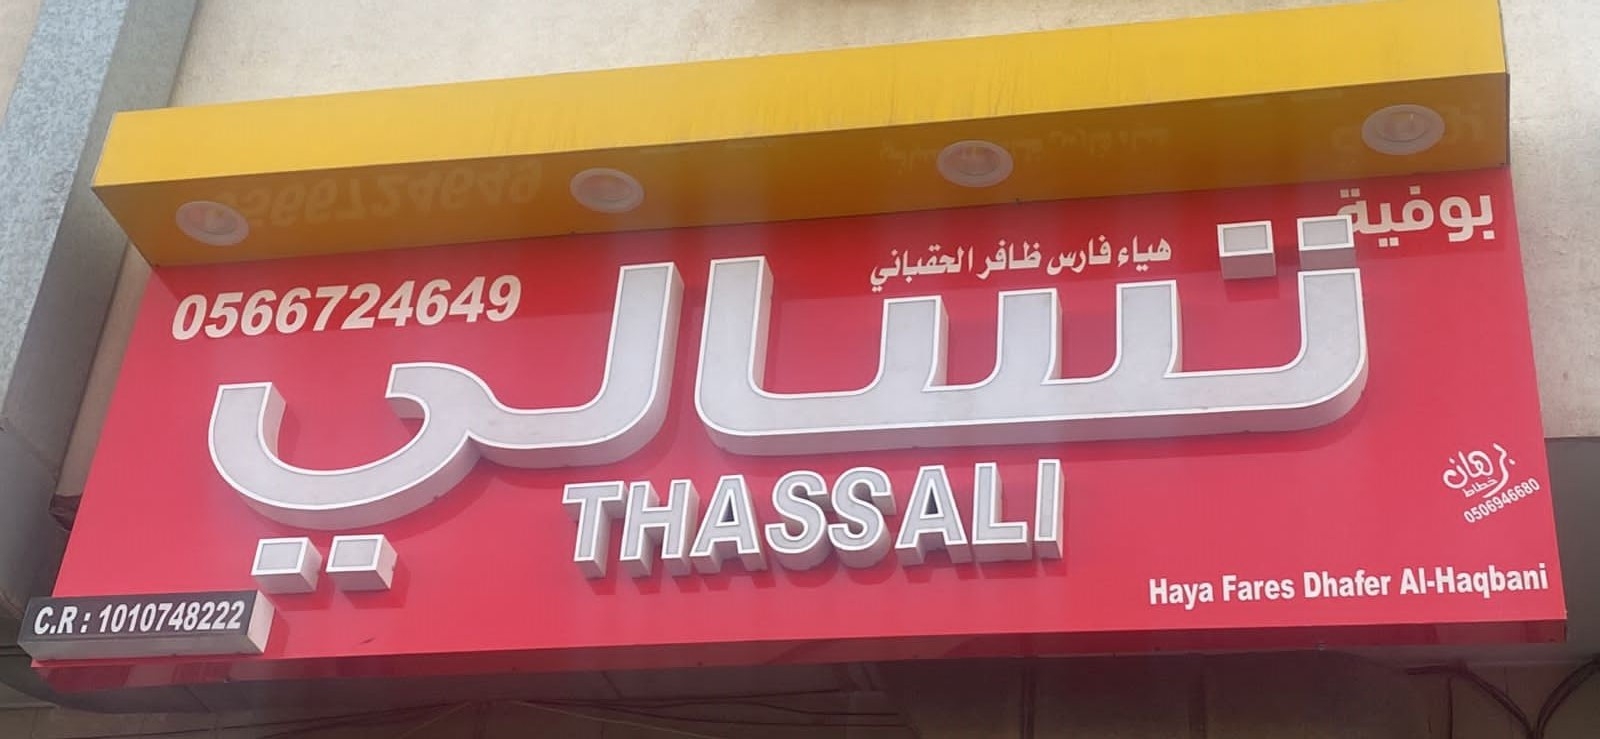 بوفية
هياء فارس ظافر الحقباني
0566724649
تسالي
THASSALI
برهان
خطاط
0506946680
Haya Fares Dhafer Al-Haqbani
C.R : 1010748222